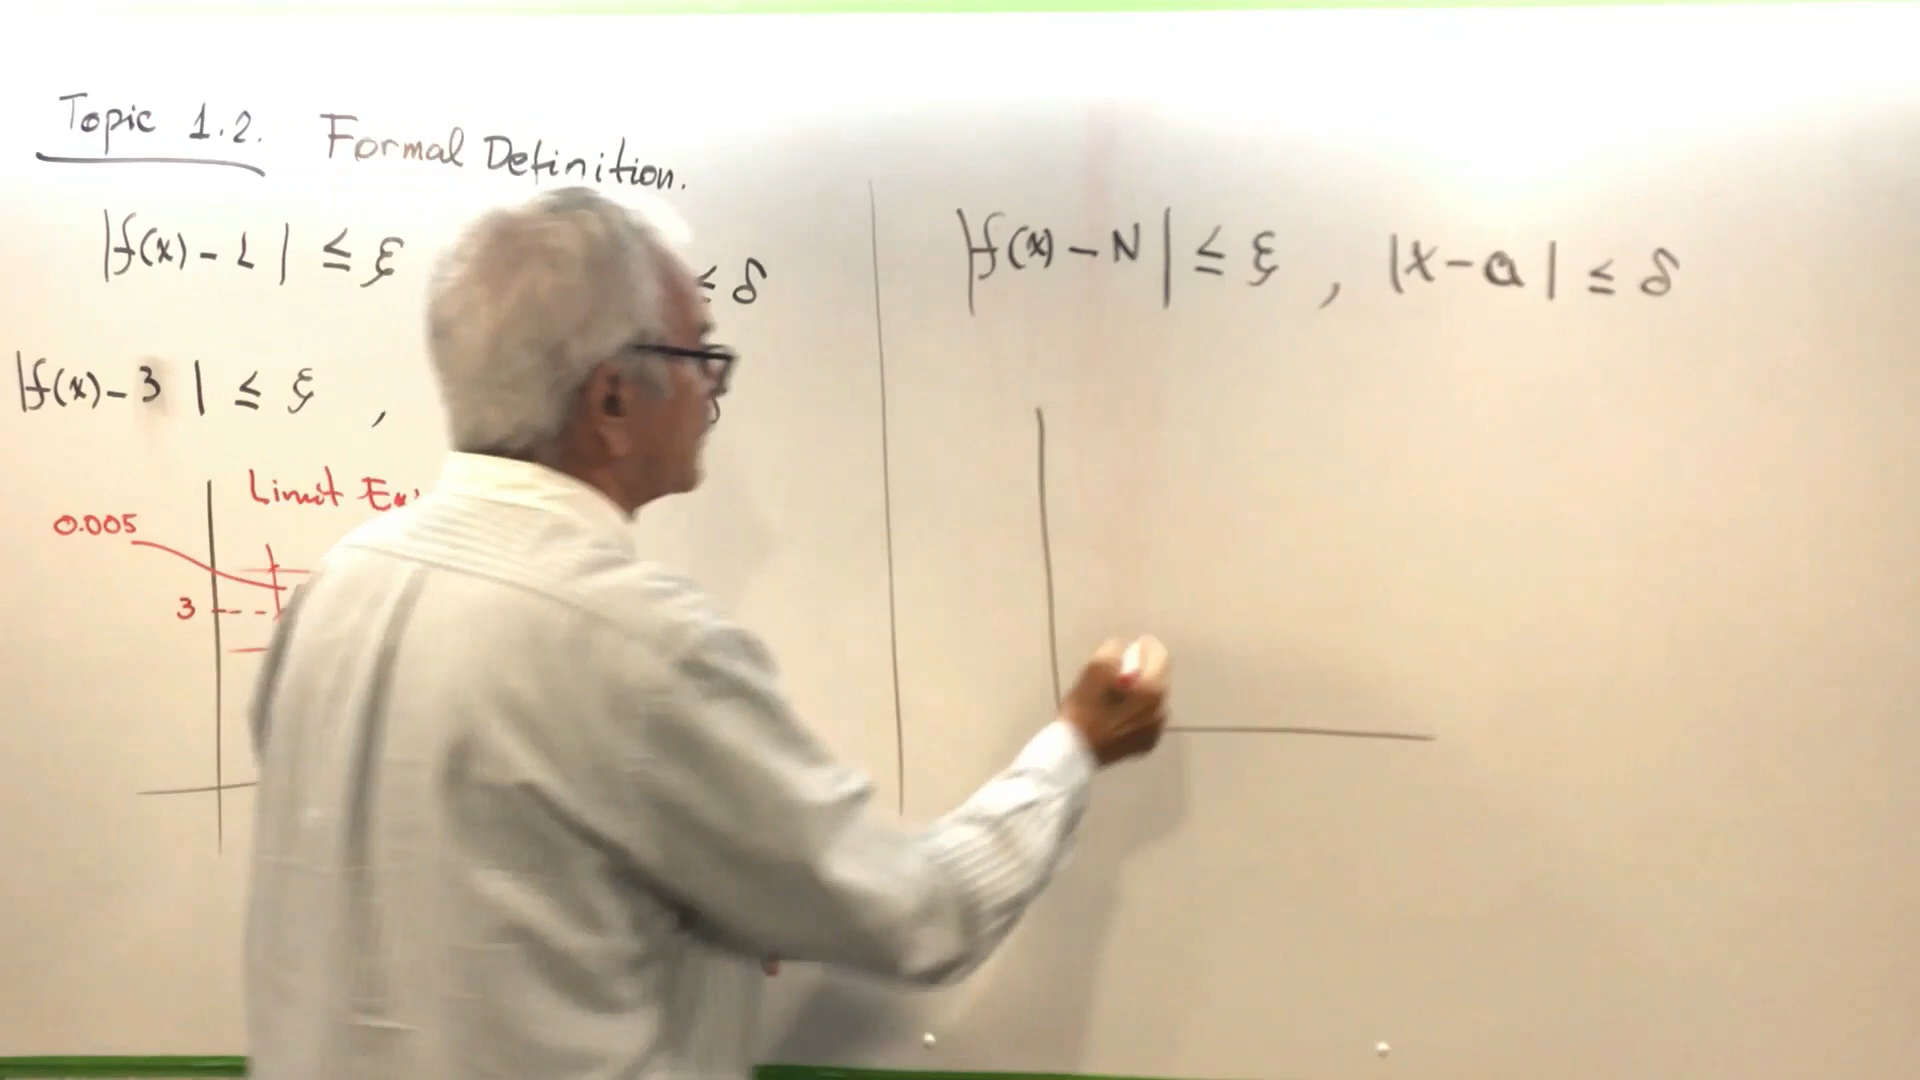 Topic 1.2. Formal Definition.
|f(x) - L| ≤ ξ ≤ δ
|f(x) - 3| ≤ ξ ,
Limit
0.005
3
|f(x) - N| ≤ ξ , |x - a| ≤ δ